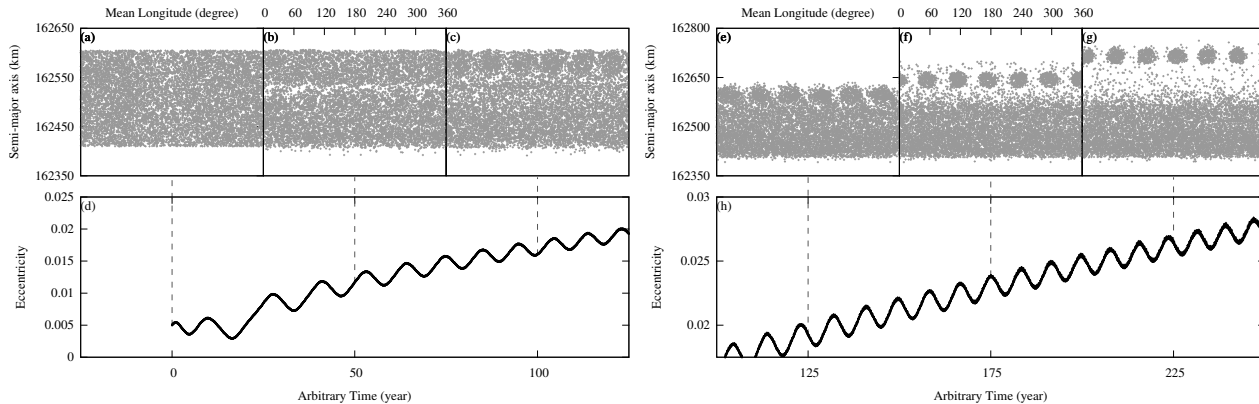 Mean Longitude (degree) 0 60 120 180 240 300 360
Semi-major axis (km)
162650
162550
162450
162350
(a) (b) (c)
(d)
Eccentricity
0.025
0.02
0.015
0.01
0.005
0
0 50 100
Arbitrary Time (year)
Mean Longitude (degree) 0 60 120 180 240 300 360
Semi-major axis (km)
162800
162650
162500
162350
(e) (f) (g)
(h)
Eccentricity
0.03
0.025
0.02
125 175 225
Arbitrary Time (year)